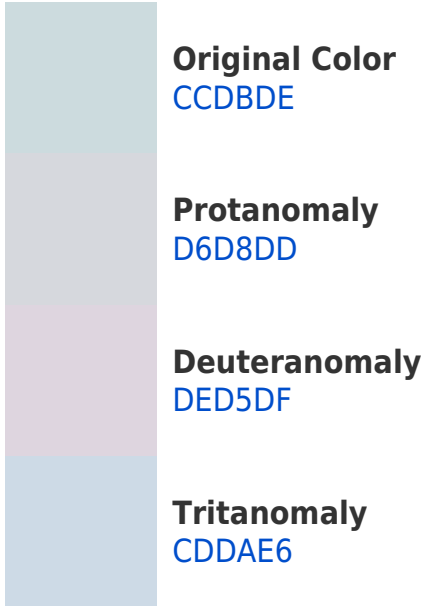 Original Color
CCDBDE
Protanomaly
D6D8DD
Deuteranomaly
DED5DF
Tritanomaly
CDDAE6